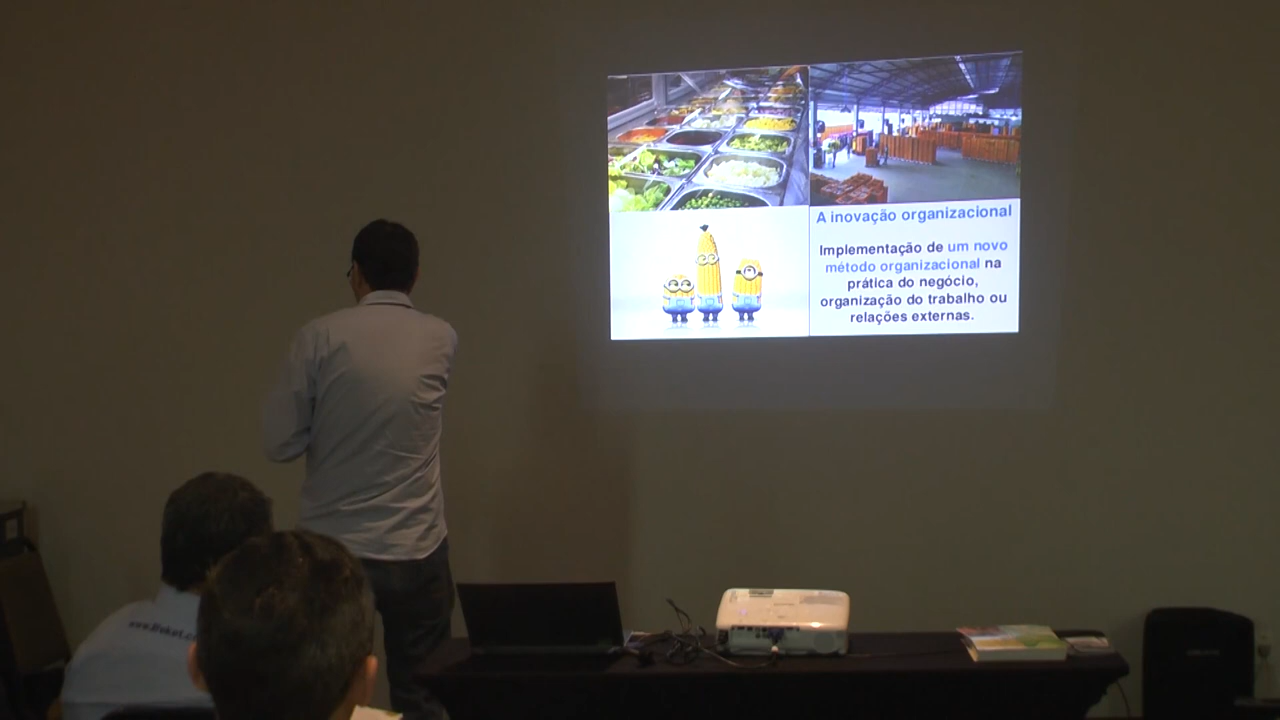 A inovação organizacional
Implementação de um novo
método organizacional na
prática do negócio,
organização do trabalho ou
relações externas.